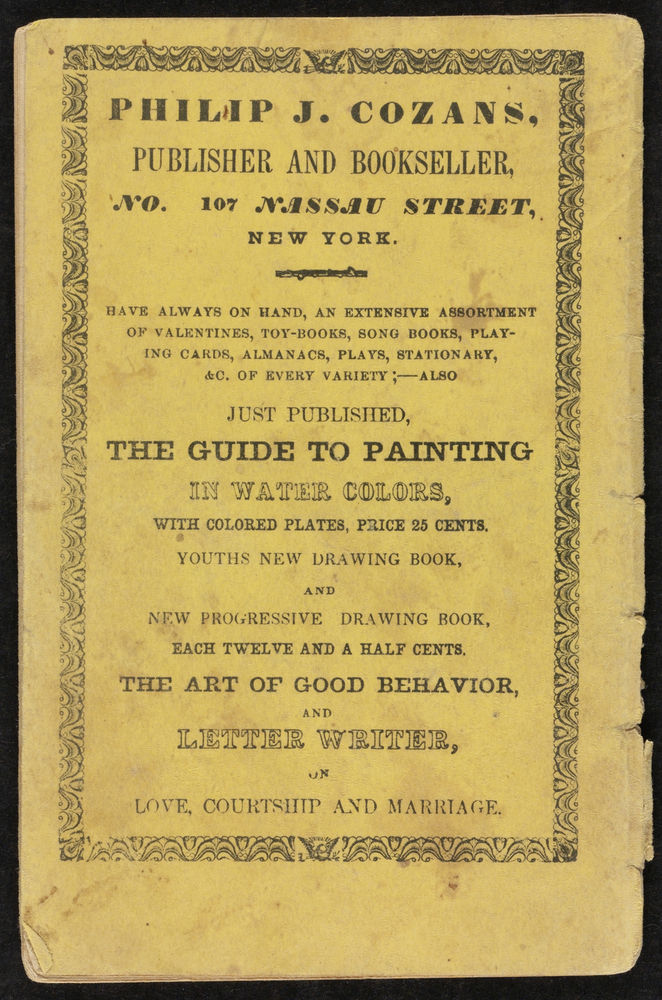 PHILIP J. COZANS,
PUBLISHER AND BOOKSELLER,
NO. 107 NASSAU STREET,
NEW YORK.
HAVE ALWAYS ON HAND, AN EXTENSIVE ASSORTMENT
OF VALENTINES, TOY-BOOKS, SONG BOOKS, PLAY-
ING CARDS, ALMANACS, PLAYS, STATIONARY,
&C. OF EVERY VARIETY;—ALSO
JUST PUBLISHED,
THE GUIDE TO PAINTING
IN WATER COLORS,
WITH COLORED PLATES, PRICE 25 CENTS.
YOUTHS NEW DRAWING BOOK,
AND
NEW PROGRESSIVE DRAWING BOOK,
EACH TWELVE AND A HALF CENTS.
THE ART OF GOOD BEHAVIOR,
AND
LETTER WRITER,
ON
LOVE, COURTSHIP AND MARRIAGE.